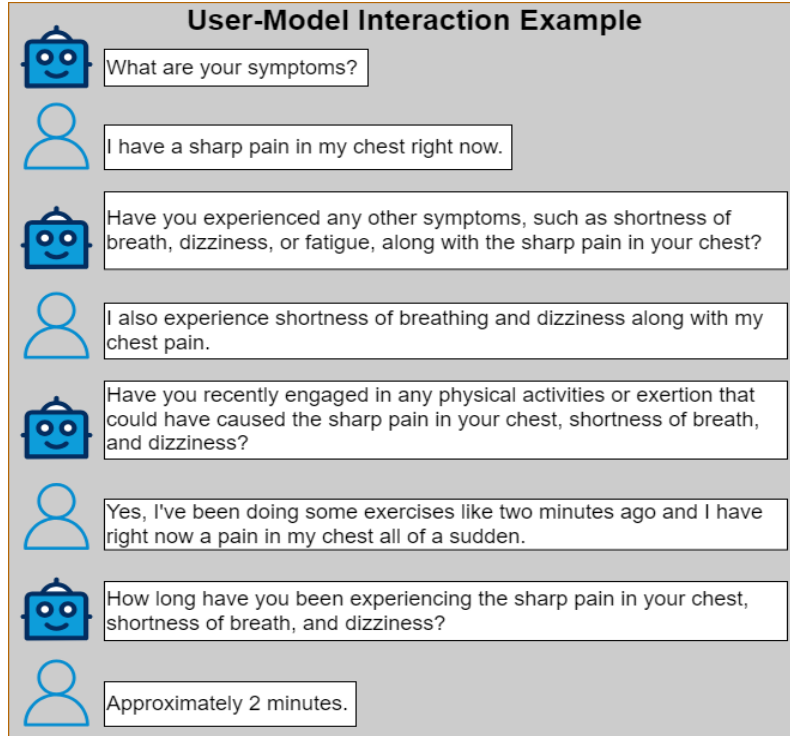 User-Model Interaction Example
What are your symptoms?
I have a sharp pain in my chest right now.
Have you experienced any other symptoms, such as shortness of
breath, dizziness, or fatigue, along with the sharp pain in your chest?
I also experience shortness of breathing and dizziness along with my
chest pain.
Have you recently engaged in any physical activities or exertion that
could have caused the sharp pain in your chest, shortness of breath,
and dizziness?
Yes, I've been doing some exercises like two minutes ago and I have
right now a pain in my chest all of a sudden.
How long have you been experiencing the sharp pain in your chest,
shortness of breath, and dizziness?
Approximately 2 minutes.